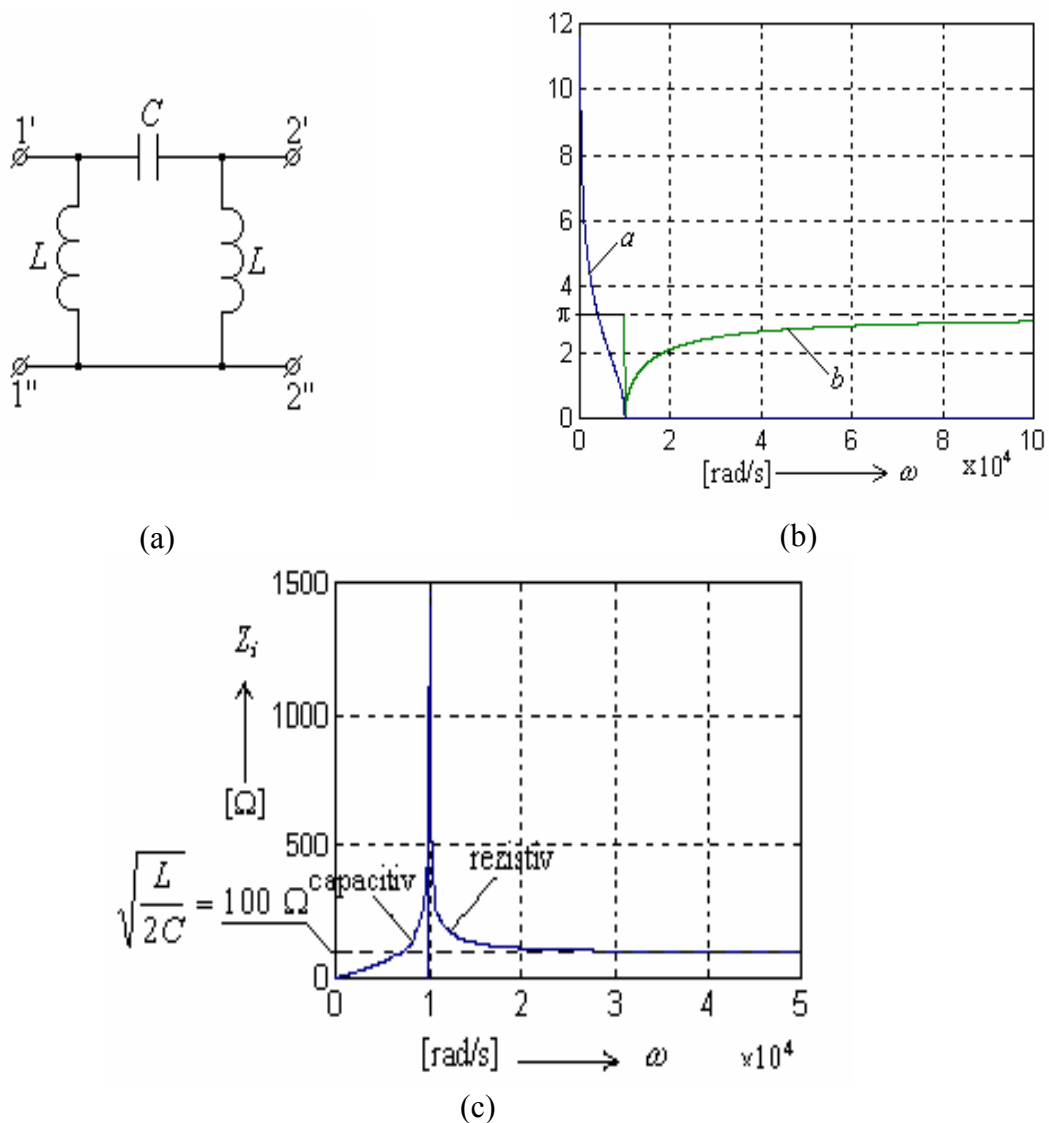 1' C 2'
L L
1" 2"
(a)
12
10
8
6
4
π
2
0
a
b
0 2 4 6 8 10
[rad/s] ω x10⁴
(b)
1500
Z_i
1000
[Ω]
500
capacitiv rezistiv
√(L/2C) = 100 Ω
0
0 1 2 3 4 5
[rad/s] ω x10⁴
(c)